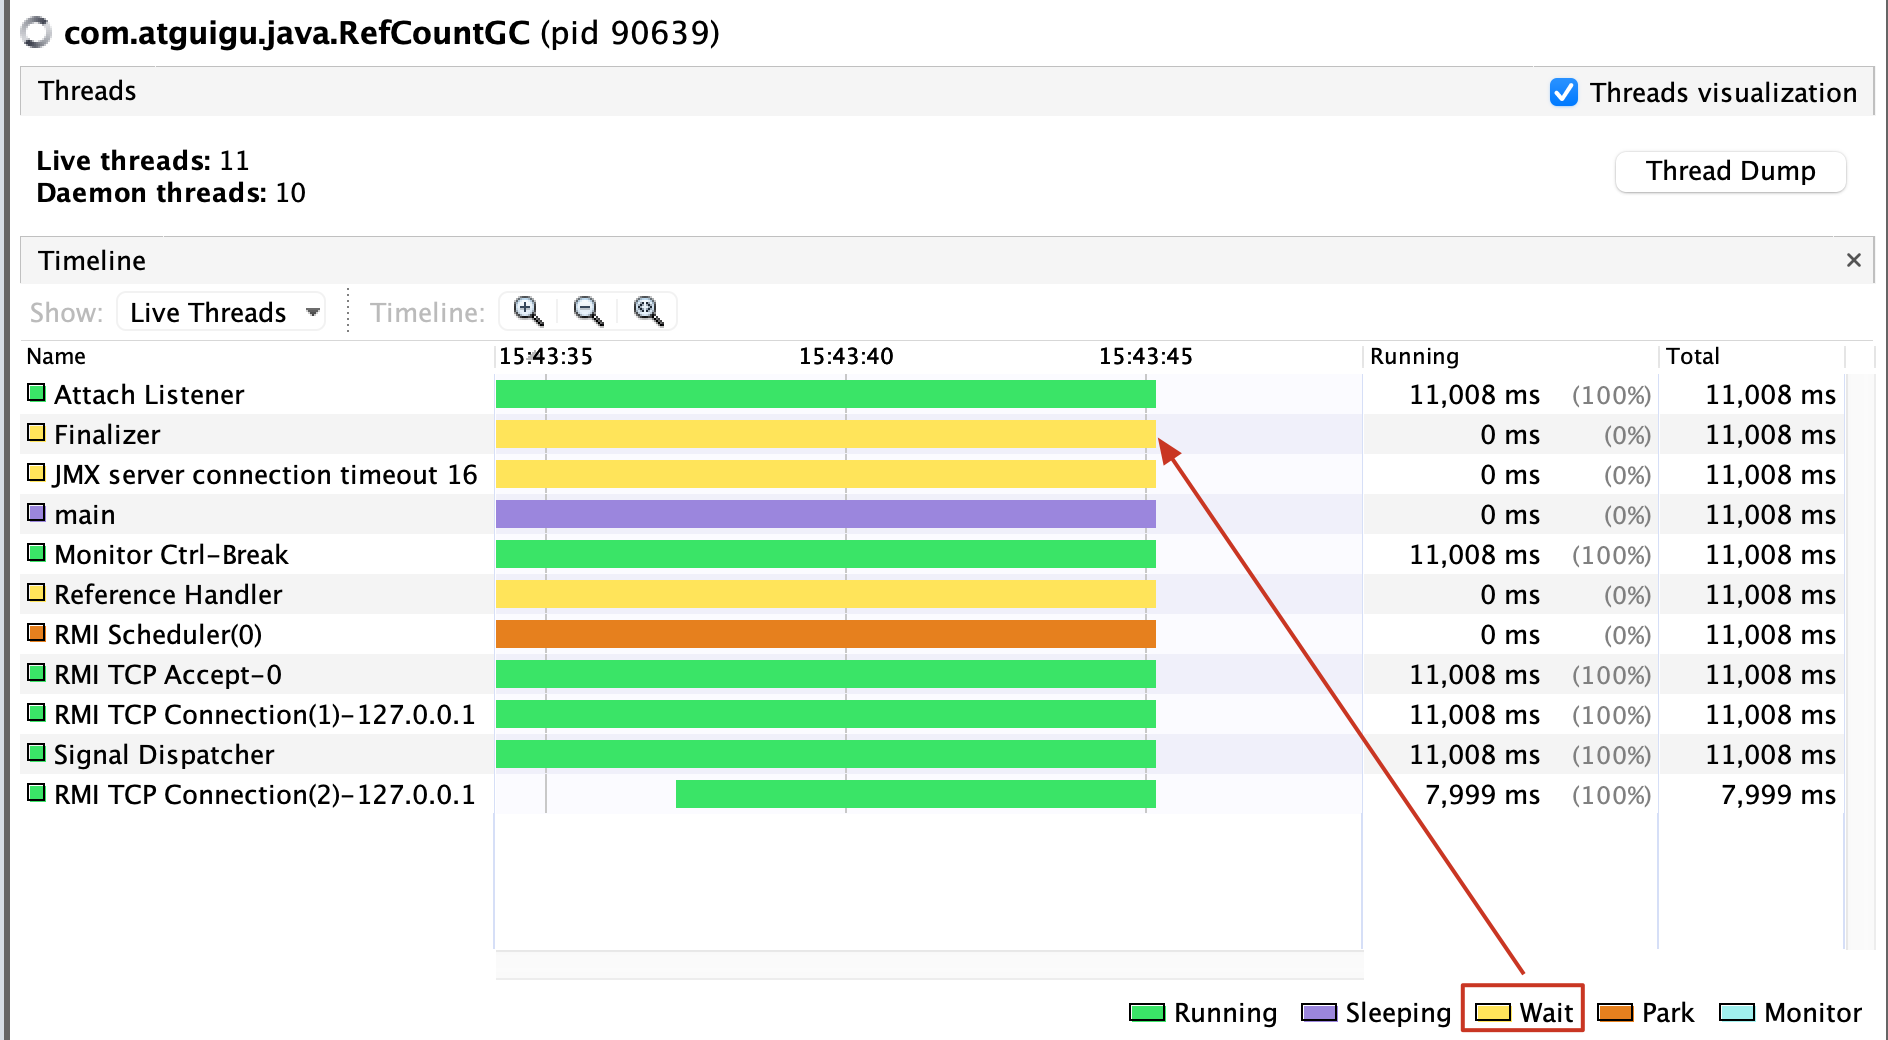 com.atguigu.java.RefCountGC (pid 90639)
Threads Threads visualization
Live threads: 11
Daemon threads: 10
Thread Dump
Timeline
Show: Live Threads Timeline:
Name 15:43:35 15:43:40 15:43:45 Running Total
Attach Listener 11,008 ms (100%) 11,008 ms
Finalizer 0 ms (0%) 11,008 ms
JMX server connection timeout 16 0 ms (0%) 11,008 ms
main 0 ms (0%) 11,008 ms
Monitor Ctrl-Break 11,008 ms (100%) 11,008 ms
Reference Handler 0 ms (0%) 11,008 ms
RMI Scheduler(0) 0 ms (0%) 11,008 ms
RMI TCP Accept-0 11,008 ms (100%) 11,008 ms
RMI TCP Connection(1)-127.0.0.1 11,008 ms (100%) 11,008 ms
Signal Dispatcher 11,008 ms (100%) 11,008 ms
RMI TCP Connection(2)-127.0.0.1 7,999 ms (100%) 7,999 ms
Running Sleeping Wait Park Monitor